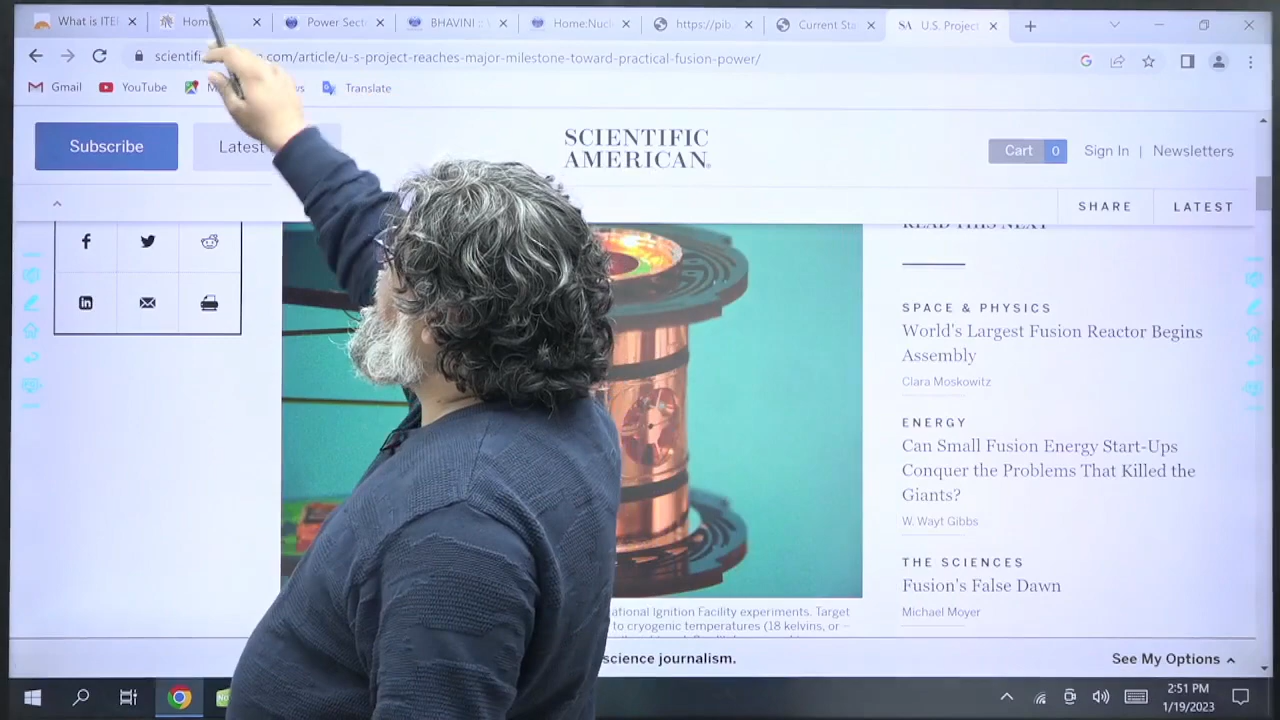 What is ITE
Hom
Power Sect
BHAVINI ::
Home:Nucl
https://pib.
Current Sta
SA U.S. Project
scientifi
n.com/article/u-s-project-reaches-major-milestone-toward-practical-fusion-power/
Gmail
YouTube
Translate
Subscribe
Latest
SCIENTIFIC
AMERICAN
Cart 0
Sign In
Newsletters
SHARE
LATEST
READ THIS NEXT
SPACE & PHYSICS
World's Largest Fusion Reactor Begins
Assembly
Clara Moskowitz
ENERGY
Can Small Fusion Energy Start-Ups
Conquer the Problems That Killed the
Giants?
W. Wayt Gibbs
THE SCIENCES
Fusion's False Dawn
Michael Moyer
ational Ignition Facility experiments. Target
to cryogenic temperatures (18 kelvins, or –
science journalism.
See My Options
2:51 PM
1/19/2023